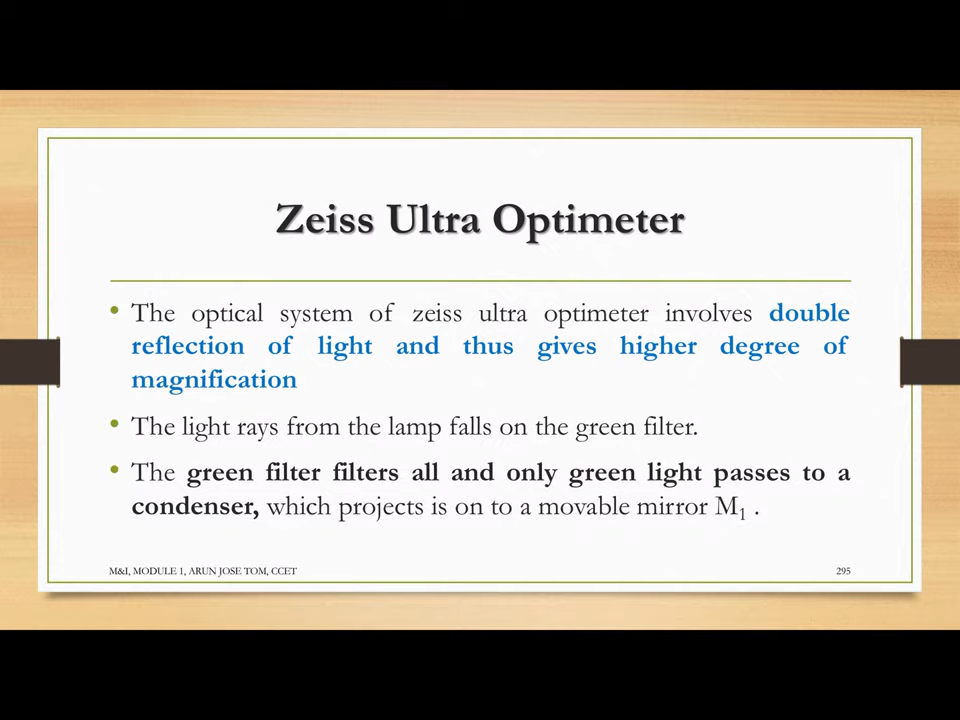 Zeiss Ultra Optimeter
• The optical system of zeiss ultra optimeter involves double
reflection of light and thus gives higher degree of
magnification
• The light rays from the lamp falls on the green filter.
• The green filter filters all and only green light passes to a
condenser, which projects is on to a movable mirror M₁ .
M&I, MODULE 1, ARUN JOSE TOM, CCET
295